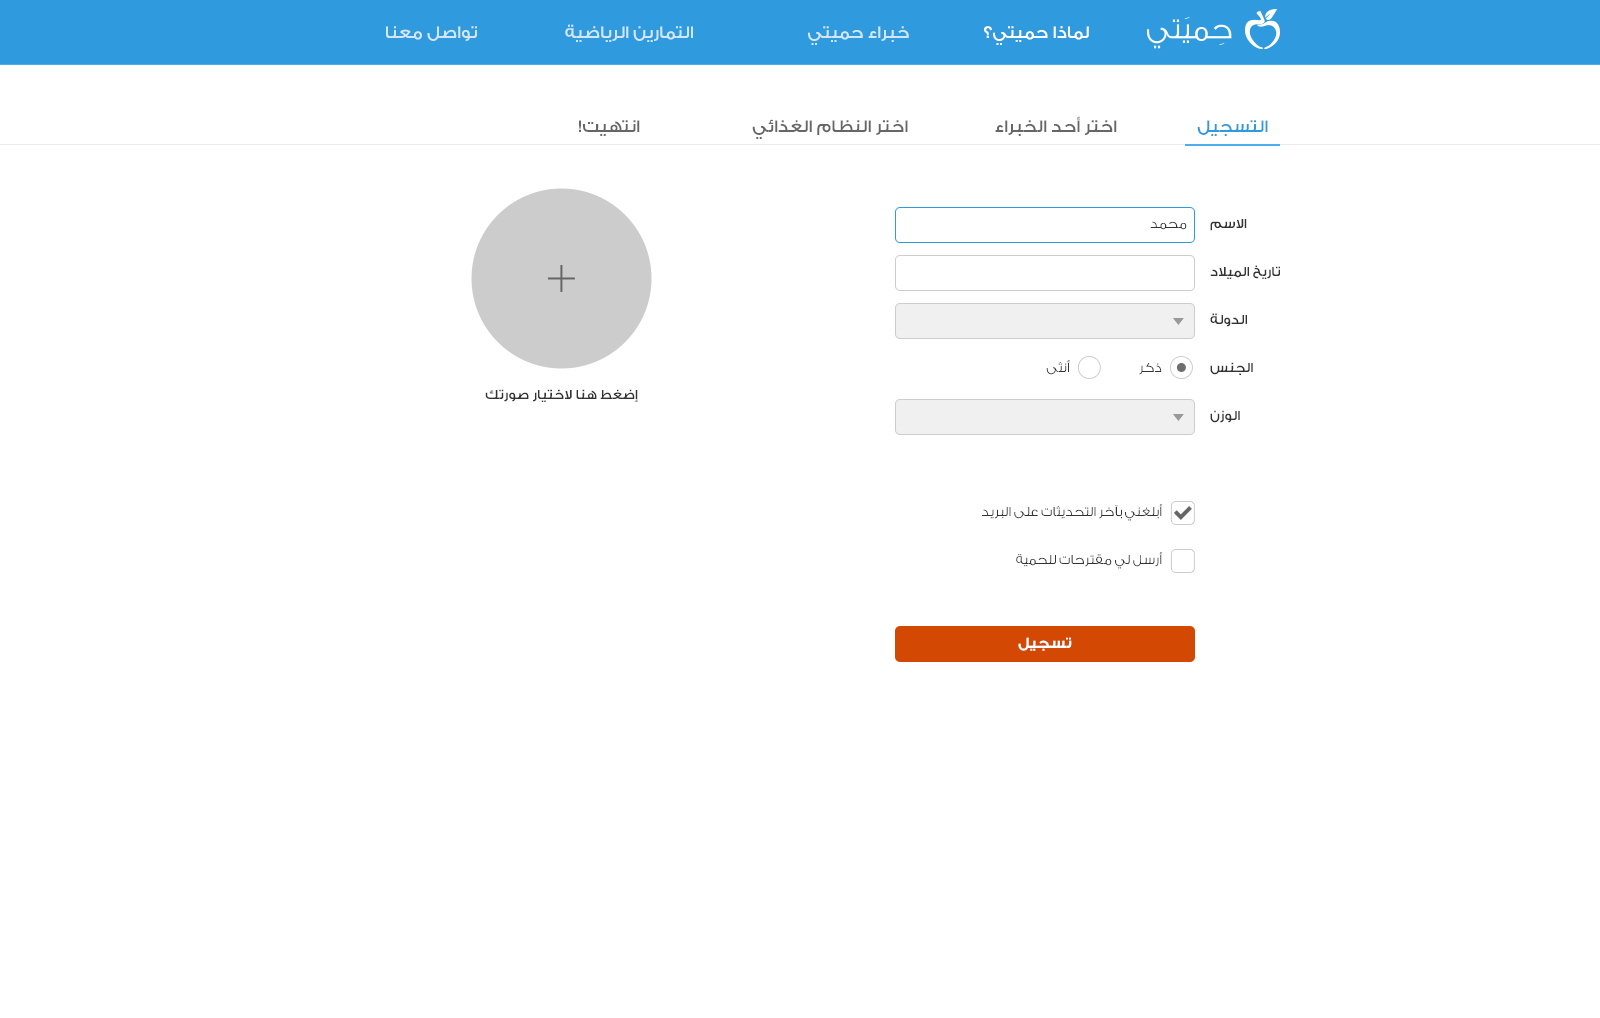 حِميَتي
لماذا حميتي؟
خبراء حميتي
التمارين الرياضية
تواصل معنا
التسجيل
اختر أحد الخبراء
اختر النظام الغذائي
انتهيت!
الاسم
محمد
تاريخ الميلاد
الدولة
الجنس
ذكر
أنثى
الوزن
أبلغني بآخر التحديثات على البريد
أرسل لي مقترحات للحمية
تسجيل
إضغط هنا لاختيار صورتك